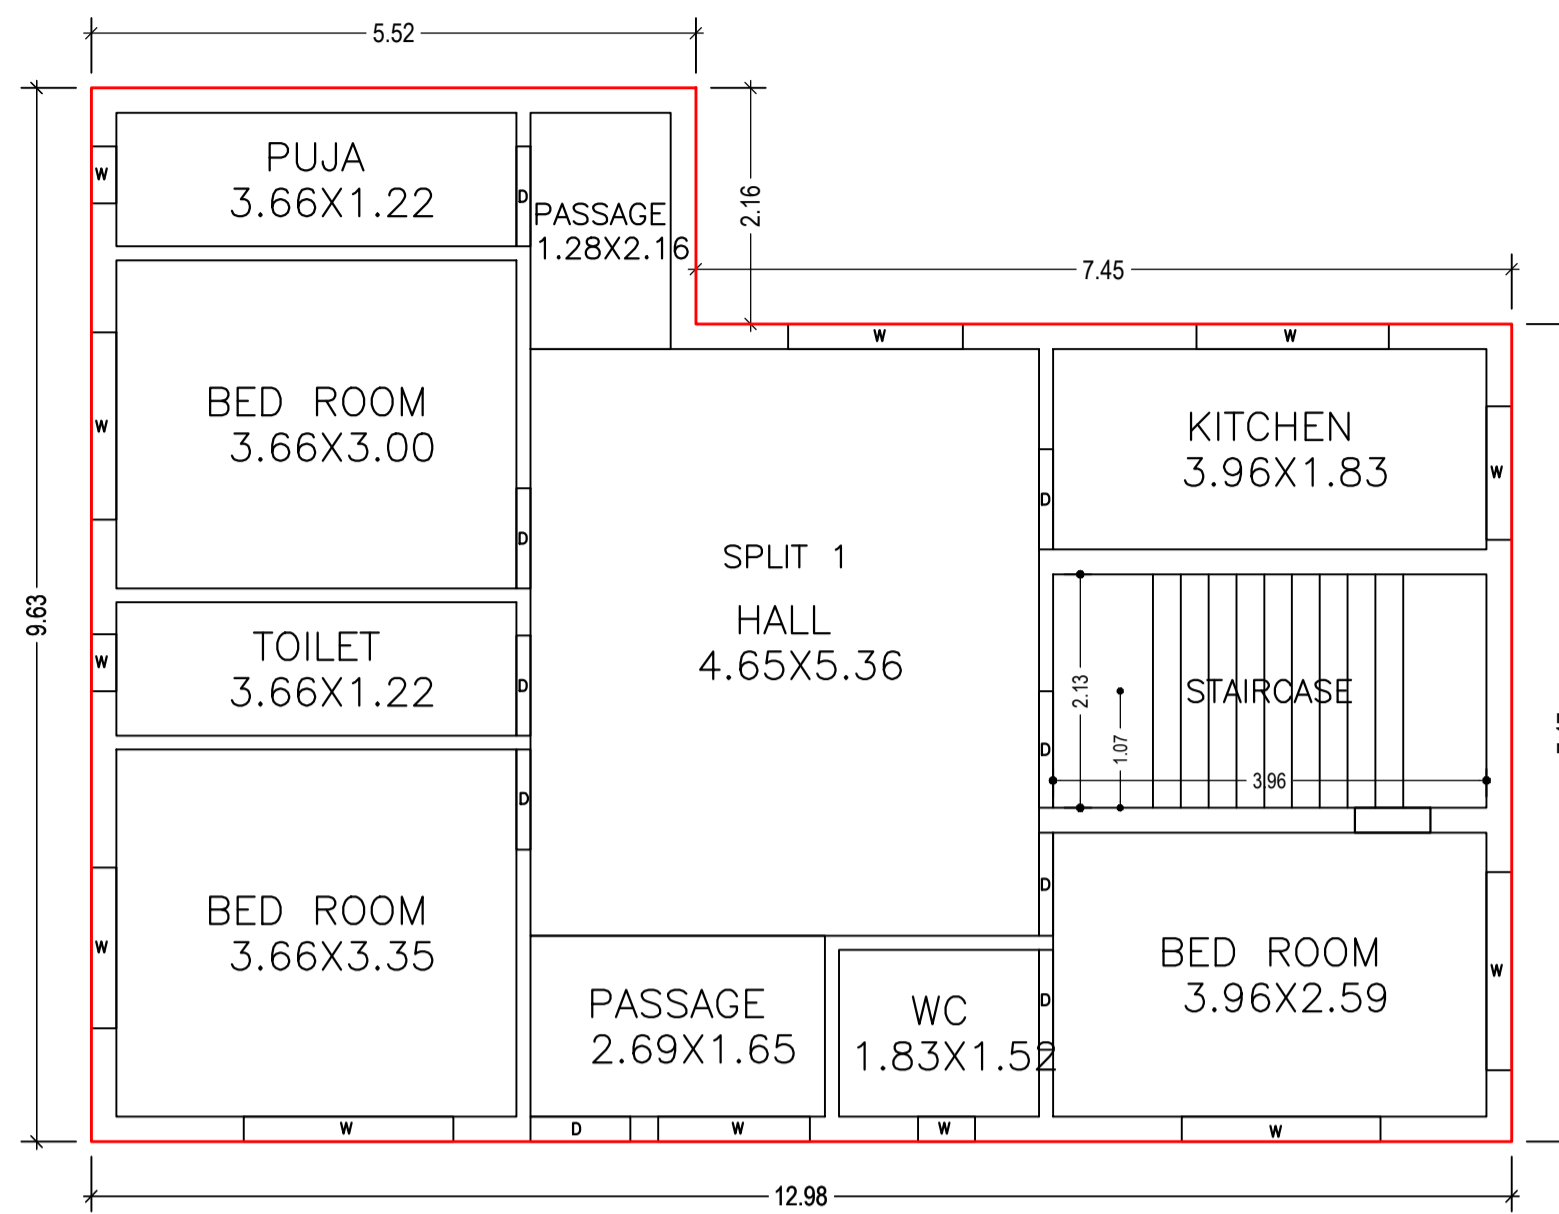 5.52
PUJA
3.66X1.22
W
D
PASSAGE
1.28X2.16
2.16
7.45
W
W
BED ROOM
3.66X3.00
W
D
KITCHEN
3.96X1.83
W
D
SPLIT 1
HALL
4.65X5.36
9.63
TOILET
3.66X1.22
W
D
STAIRCASE
2.13
1.07
3.96
D
D
BED ROOM
3.66X3.35
W
D
BED ROOM
3.96X2.59
W
PASSAGE
2.69X1.65
WC
1.83X1.52
D
W
D
W
W
W
12.98